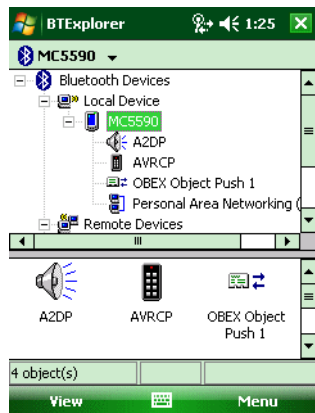 BTExplorer 1:25
MC5590
Bluetooth Devices
Local Device
MC5590
A2DP
AVRCP
OBEX Object Push 1
Personal Area Networking (
Remote Devices
A2DP AVRCP OBEX Object
Push 1
4 object(s)
View Menu